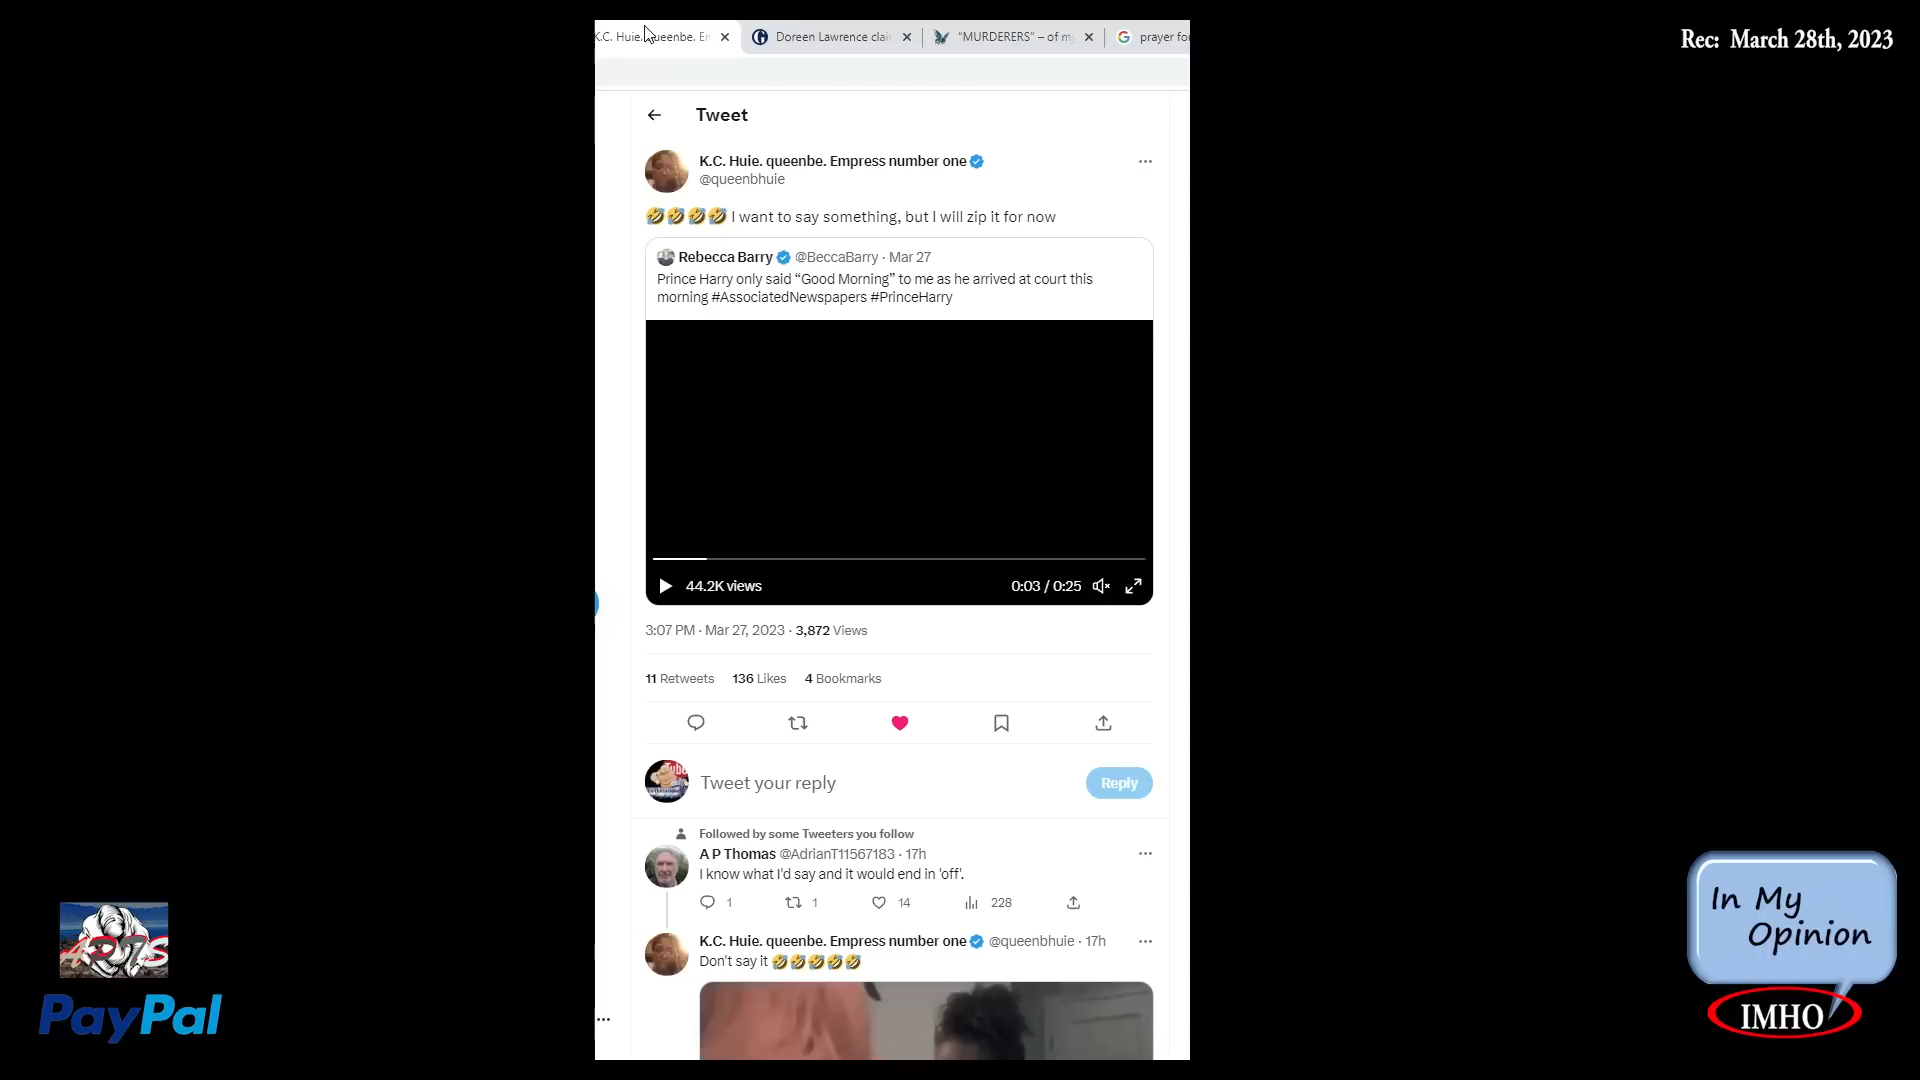 K.C. Huie. queenbe. En
Doreen Lawrence clai
"MURDERERS" – of my
prayer for
Rec: March 28th, 2023
Tweet
K.C. Huie. queenbe. Empress number one
@queenbhuie
🤣🤣🤣🤣 I want to say something, but I will zip it for now
Rebecca Barry @BeccaBarry · Mar 27
Prince Harry only said “Good Morning” to me as he arrived at court this
morning #AssociatedNewspapers #PrinceHarry
44.2K views
0:03 / 0:25
3:07 PM · Mar 27, 2023 · 3,872 Views
11 Retweets 136 Likes 4 Bookmarks
Tweet your reply
Reply
Followed by some Tweeters you follow
A P Thomas @AdrianT11567183 · 17h
I know what I'd say and it would end in 'off'.
1 1 14 228
K.C. Huie. queenbe. Empress number one @queenbhuie · 17h
Don't say it 🤣🤣🤣🤣🤣
PayPal
In My
Opinion
IMHO